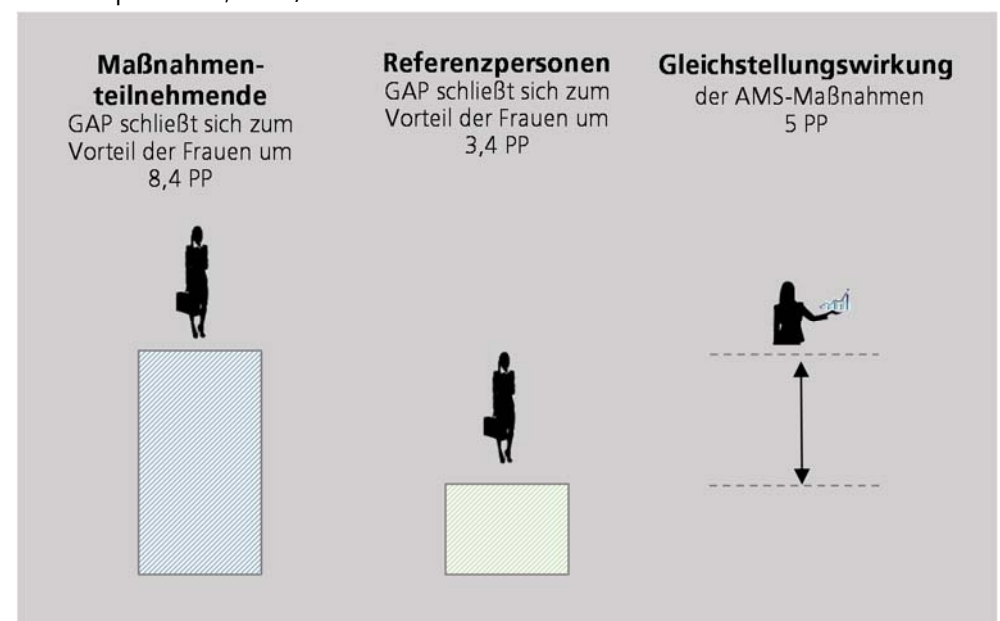 Maßnahmen-
teilnehmende
GAP schließt sich zum
Vorteil der Frauen um
8,4 PP
Referenzpersonen
GAP schließt sich zum
Vorteil der Frauen um
3,4 PP
Gleichstellungswirkung
der AMS-Maßnahmen
5 PP